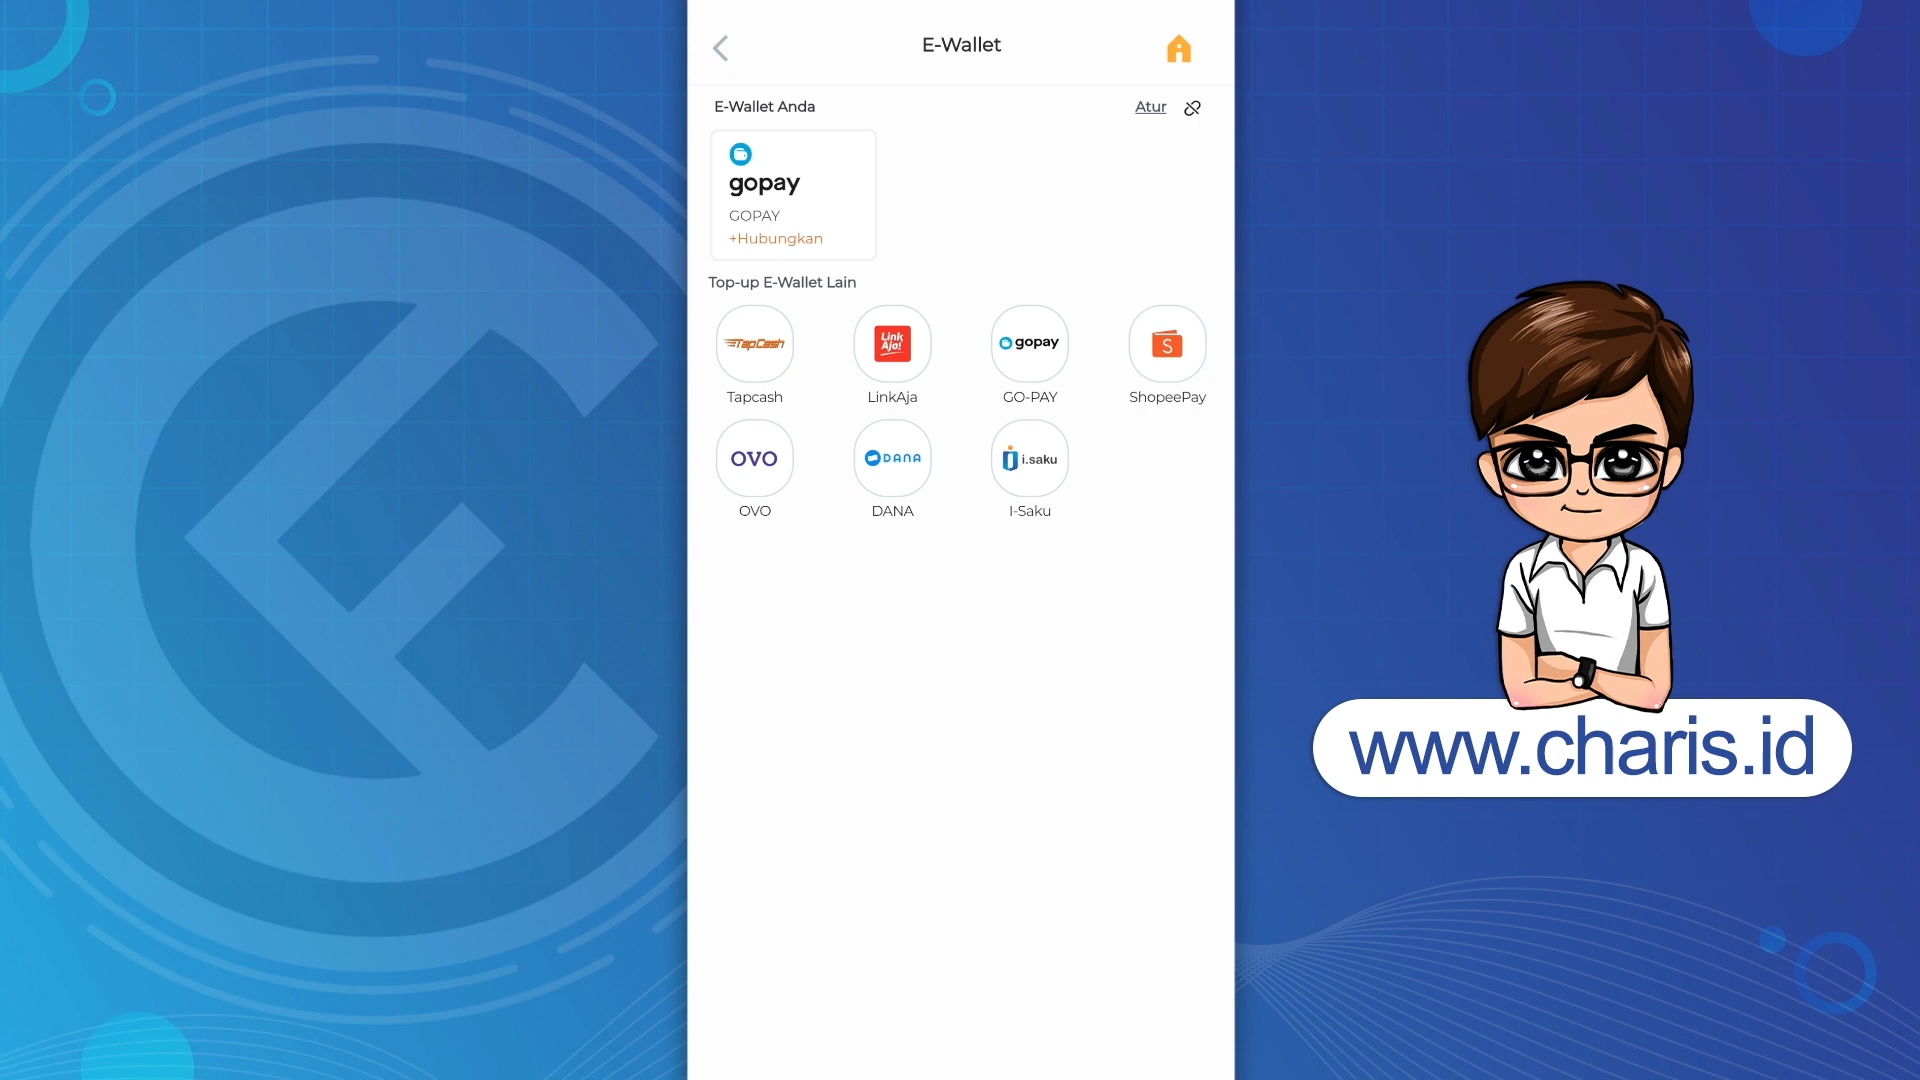 E-Wallet
E-Wallet Anda
Atur
gopay
GOPAY
+Hubungkan
Top-up E-Wallet Lain
TapCash
Link
Aja!
gopay
S
Tapcash
LinkAja
GO-PAY
ShopeePay
OVO
DANA
i.saku
OVO
DANA
I-Saku
www.charis.id